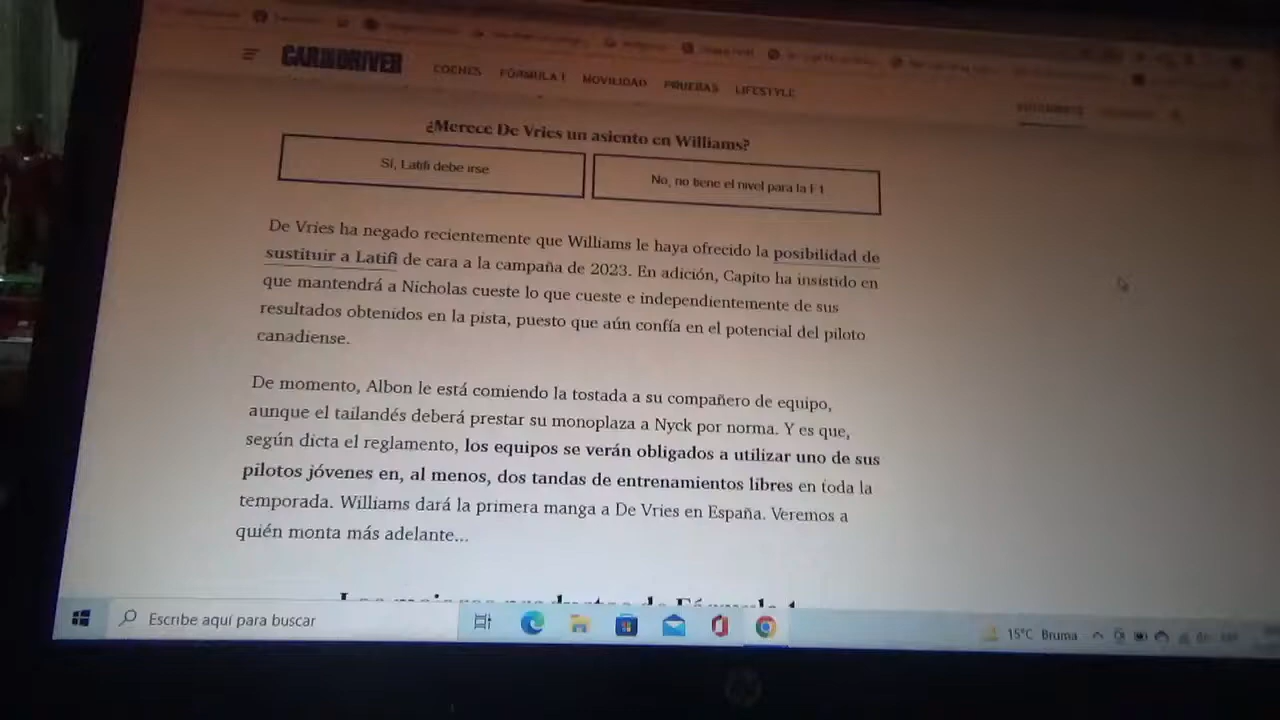 CAR AND DRIVER
COCHES FÓRMULA 1 MOVILIDAD PRUEBAS LIFESTYLE
¿Merece De Vries un asiento en Williams?
Sí, Latifi debe irse
No, no tiene el nivel para la F1
De Vries ha negado recientemente que Williams le haya ofrecido la posibilidad de
sustituir a Latifi de cara a la campaña de 2023. En adición, Capito ha insistido en
que mantendrá a Nicholas cueste lo que cueste e independientemente de sus
resultados obtenidos en la pista, puesto que aún confía en el potencial del piloto
canadiense.
De momento, Albon le está comiendo la tostada a su compañero de equipo,
aunque el tailandés deberá prestar su monoplaza a Nyck por norma. Y es que,
según dicta el reglamento, los equipos se verán obligados a utilizar uno de sus
pilotos jóvenes en, al menos, dos tandas de entrenamientos libres en toda la
temporada. Williams dará la primera manga a De Vries en España. Veremos a
quién monta más adelante...
Escribe aquí para buscar
15°C Bruma